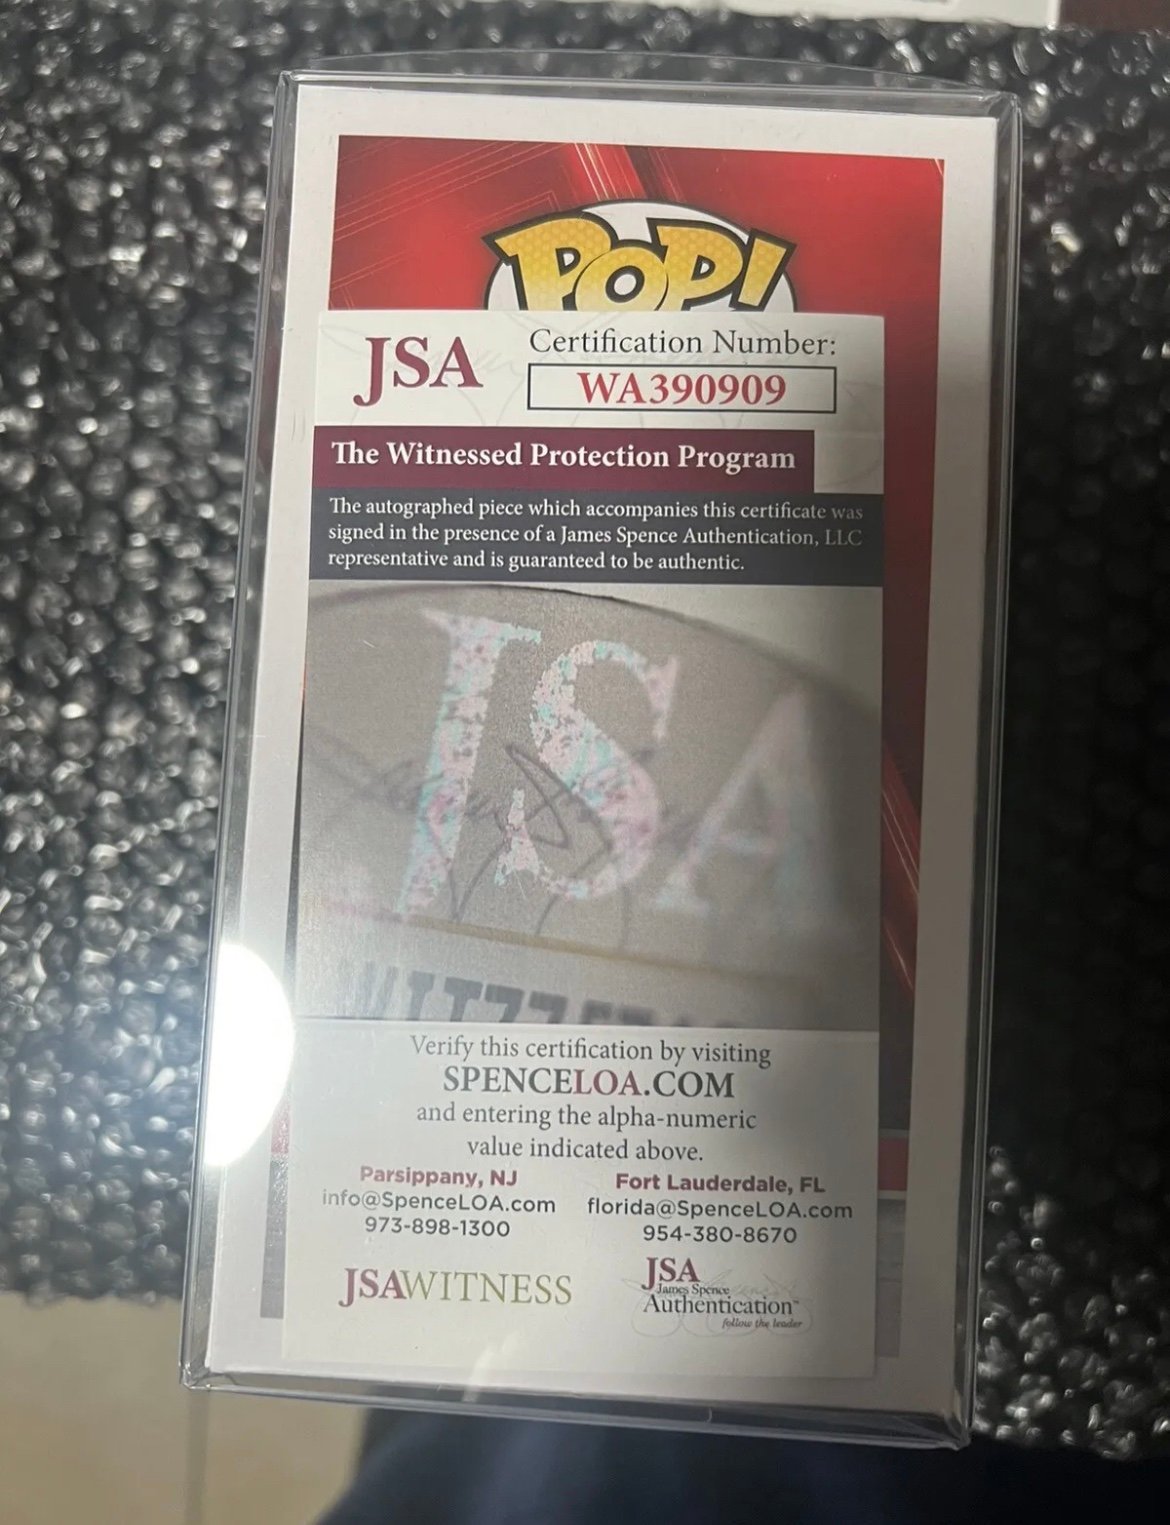 POP!
JSA
Certification Number:
WA390909
The Witnessed Protection Program
The autographed piece which accompanies this certificate was
signed in the presence of a James Spence Authentication, LLC
representative and is guaranteed to be authentic.
JSA
Verify this certification by visiting
SPENCELOA.COM
and entering the alpha-numeric
value indicated above.
Parsippany, NJ
info@SpenceLOA.com
973-898-1300
Fort Lauderdale, FL
florida@SpenceLOA.com
954-380-8670
JSAWITNESS
JSA
James Spence
Authentication™
follow the leader